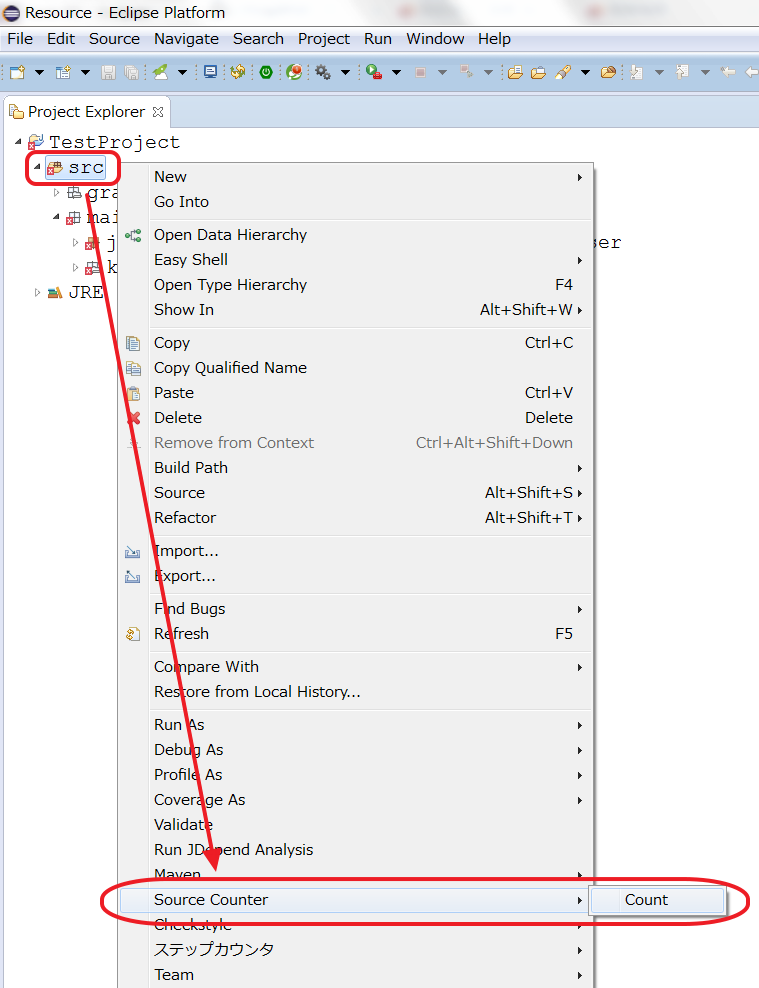 Resource - Eclipse Platform
File Edit Source Navigate Search Project Run Window Help
Project Explorer
TestProject
src
New
Go Into
Open Data Hierarchy
Easy Shell
Open Type Hierarchy F4
Show In Alt+Shift+W
JRE
Copy Ctrl+C
Copy Qualified Name
Paste Ctrl+V
Delete Delete
Remove from Context Ctrl+Alt+Shift+Down
Build Path
Source Alt+Shift+S
Refactor Alt+Shift+T
Import...
Export...
Find Bugs
Refresh F5
Compare With
Restore from Local History...
Run As
Debug As
Profile As
Coverage As
Validate
Run JDepend Analysis
Maven
Source Counter Count
Checkstyle
ステップカウンタ
Team